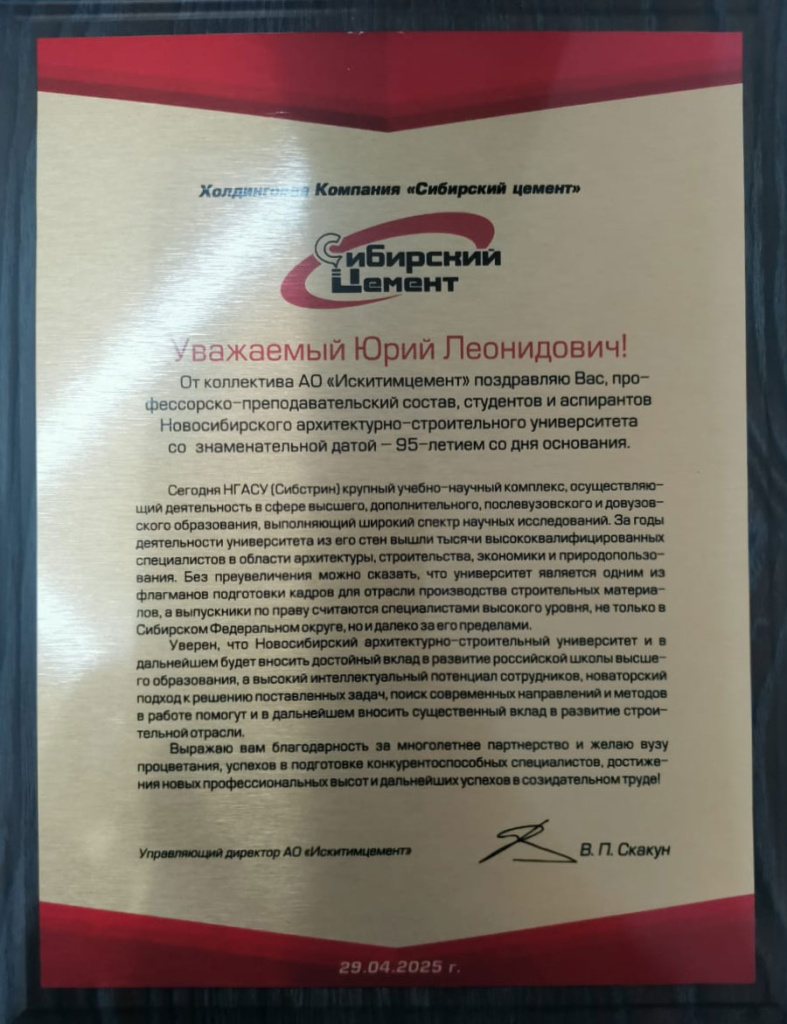 Холдинговая Компания «Сибирский цемент»
Сибирский
Цемент
Уважаемый Юрий Леонидович!
От коллектива АО «Искитимцемент» поздравляю Вас, про-
фессорско-преподавательский состав, студентов и аспирантов
Новосибирского архитектурно-строительного университета
со знаменательной датой – 95-летием со дня основания.
Сегодня НГАСУ (Сибстрин) крупный учебно-научный комплекс, осуществляю-
щий деятельность в сфере высшего, дополнительного, послевузовского и довузов-
ского образования, выполняющий широкий спектр научных исследований. За годы
деятельности университета из его стен вышли тысячи высококвалифицированных
специалистов в области архитектуры, строительства, экономики и природопользо-
вания. Без преувеличения можно сказать, что университет является одним из
флагманов подготовки кадров для отрасли производства строительных материа-
лов, а выпускники по праву считаются специалистами высокого уровня, не только в
Сибирском Федеральном округе, но и далеко за его пределами.
Уверен, что Новосибирский архитектурно-строительный университет и в
дальнейшем будет вносить достойный вклад в развитие российской школы высше-
го образования, а высокий интеллектуальный потенциал сотрудников, новаторский
подход к решению поставленных задач, поиск современных направлений и методов
в работе помогут и в дальнейшем вносить существенный вклад в развитие строи-
тельной отрасли.
Выражаю вам благодарность за многолетнее партнерство и желаю вузу
процветания, успехов в подготовке конкурентоспособных специалистов, достиже-
ния новых профессиональных высот и дальнейших успехов в созидательном труде!
Управляющий директор АО «Искитимцемент» В. П. Скакун
29.04.2025 г.